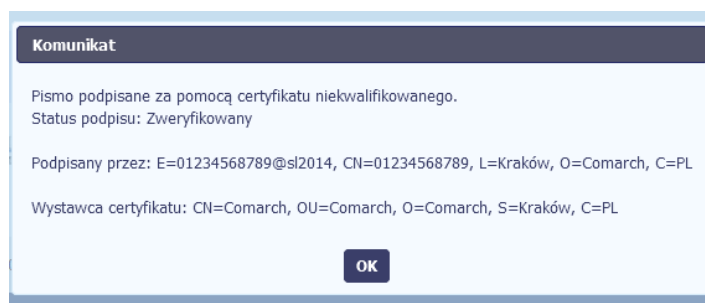 Komunikat
Pismo podpisane za pomocą certyfikatu niekwalifikowanego.
Status podpisu: Zweryfikowany
Podpisany przez: E=01234568789@sl2014, CN=01234568789, L=Kraków, O=Comarch, C=PL
Wystawca certyfikatu: CN=Comarch, OU=Comarch, O=Comarch, S=Kraków, C=PL
OK